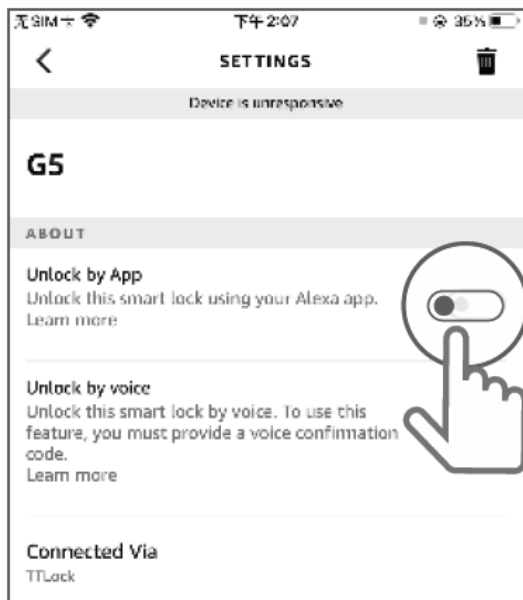 无SIM卡 下午2:07 35%
SETTINGS
Device is unresponsive
G5
ABOUT
Unlock by App
Unlock this smart lock using your Alexa app.
Learn more
Unlock by voice
Unlock this smart lock by voice. To use this
feature, you must provide a voice confirmation
code.
Learn more
Connected Via
TTLock